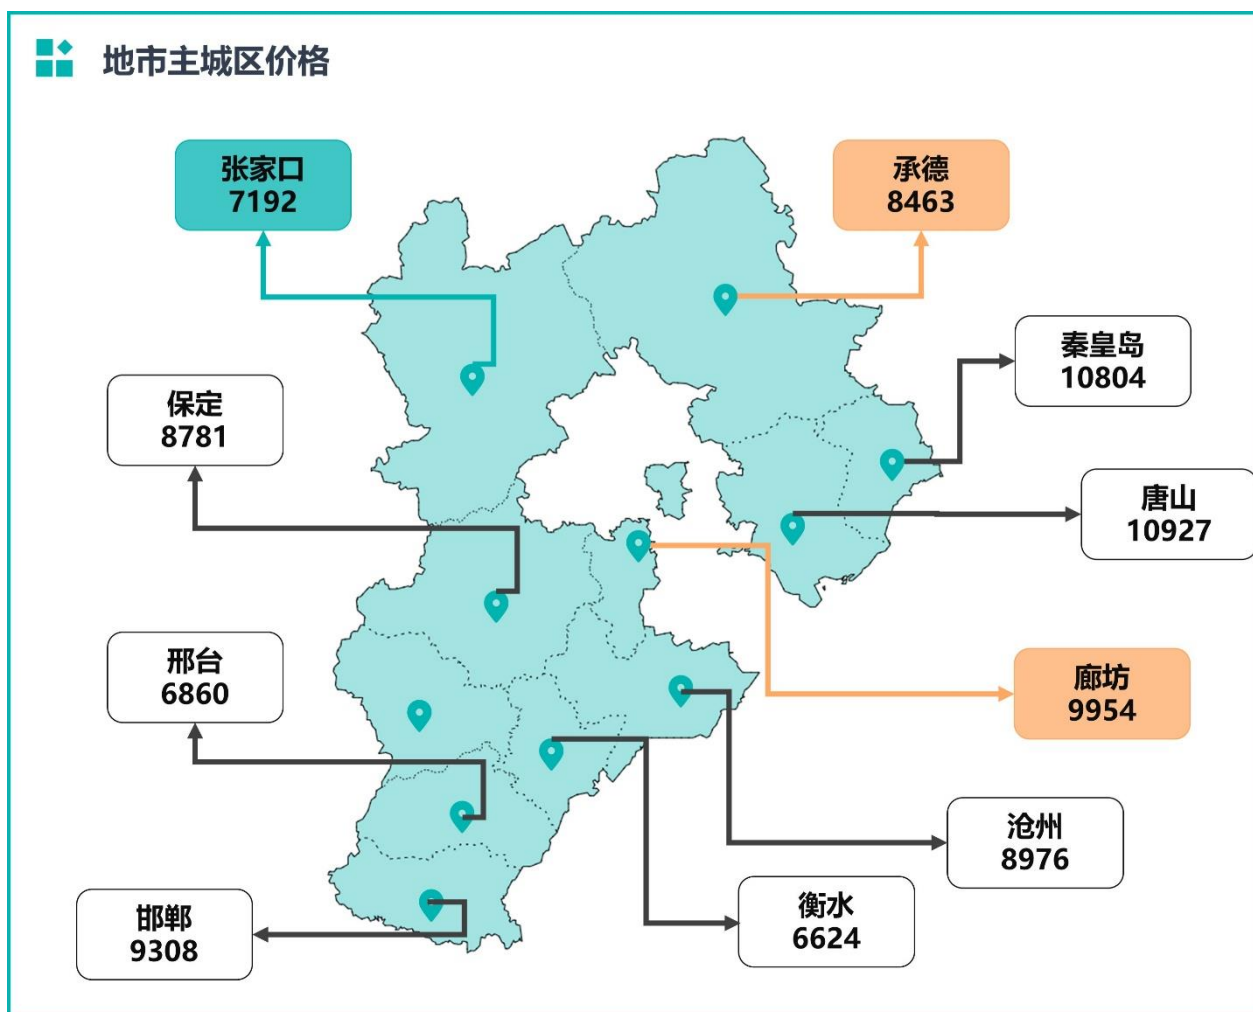 地市主城区价格
张家口
7192
承德
8463
秦皇岛
10804
保定
8781
唐山
10927
邢台
6860
廊坊
9954
沧州
8976
衡水
6624
邯郸
9308